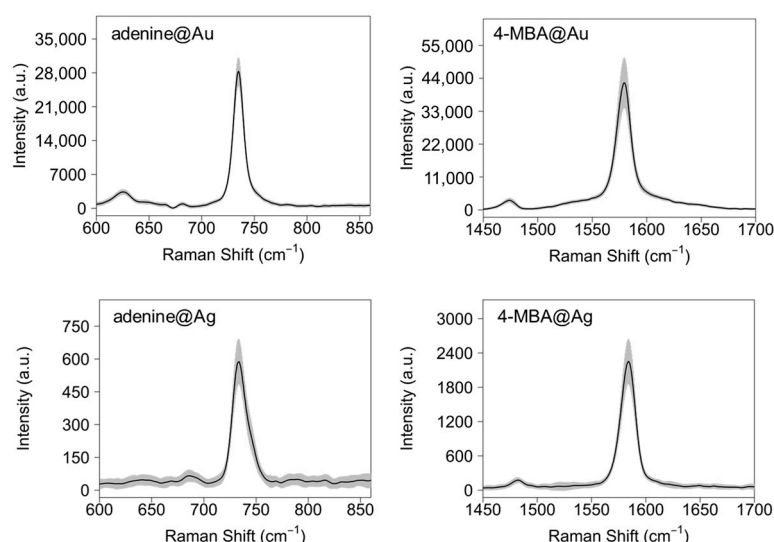 adenine@Au
Intensity (a.u.)
35,000
28,000
21,000
14,000
7000
0
600 650 700 750 800 850
Raman Shift (cm⁻¹)
4-MBA@Au
Intensity (a.u.)
55,000
44,000
33,000
22,000
11,000
0
1450 1500 1550 1600 1650 1700
Raman Shift (cm⁻¹)
adenine@Ag
Intensity (a.u.)
750
600
450
300
150
0
600 650 700 750 800 850
Raman Shift (cm⁻¹)
4-MBA@Ag
Intensity (a.u.)
3000
2400
1800
1200
600
0
1450 1500 1550 1600 1650 1700
Raman Shift (cm⁻¹)